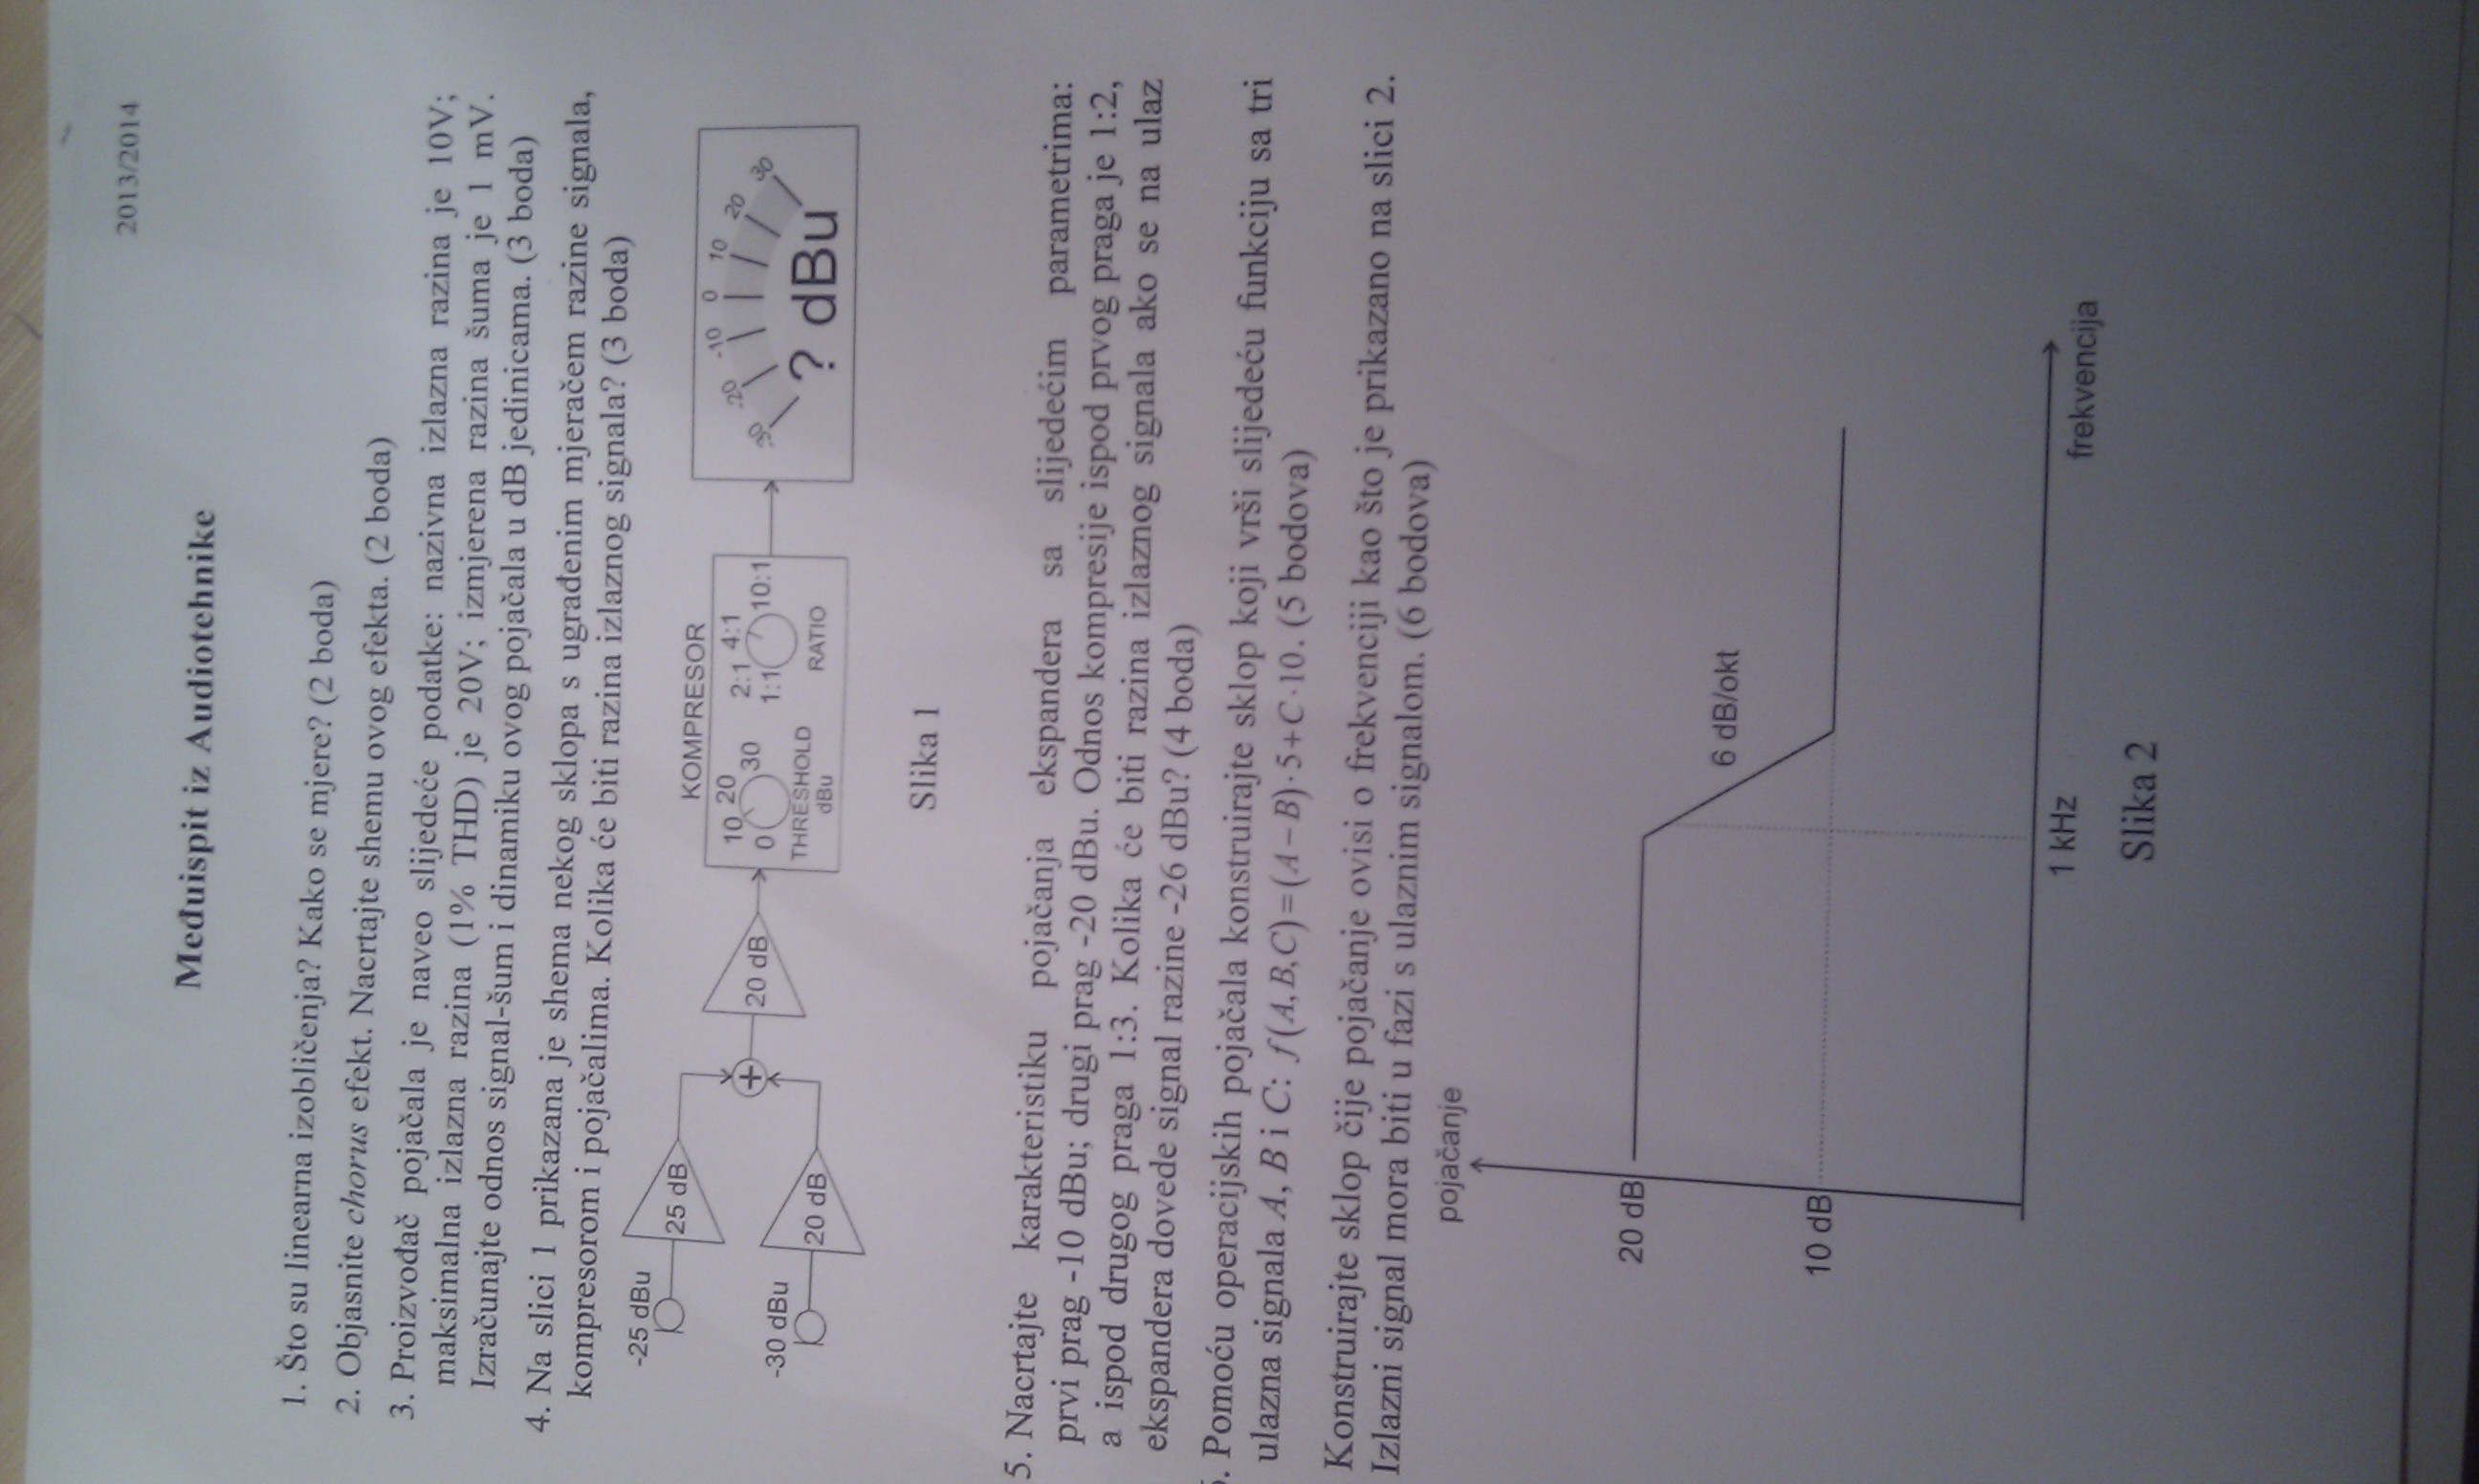 2013/2014
Međuispit iz Audiotehnike
1. Što su linearna izobličenja? Kako se mjere? (2 boda)
2. Objasnite chorus efekt. Nacrtajte shemu ovog efekta. (2 boda)
3. Proizvođač pojačala je naveo slijedeće podatke: nazivna izlazna razina je 10V;
maksimalna izlazna razina (1% THD) je 20V; izmjerena razina šuma je 1 mV.
Izračunajte odnos signal-šum i dinamiku ovog pojačala u dB jedinicama. (3 boda)
4. Na slici 1 prikazana je shema nekog sklopa s ugrađenim mjeračem razine signala,
kompresorom i pojačalima. Kolika će biti razina izlaznog signala? (3 boda)
-25 dBu
25 dB
-30 dBu
20 dB
+
20 dB
KOMPRESOR
0 10 20 30
THRESHOLD
dBu
1:1 2:1 4:1 10:1
RATIO
-30 -20 -10 0 10 20 30
? dBu
Slika 1
5. Nacrtajte karakteristiku pojačanja ekspandera sa slijedećim parametrima:
prvi prag -10 dBu; drugi prag -20 dBu. Odnos kompresije ispod prvog praga je 1:2,
a ispod drugog praga 1:3. Kolika će biti razina izlaznog signala ako se na ulaz
ekspandera dovede signal razine -26 dBu? (4 boda)
. Pomoću operacijskih pojačala konstruirajte sklop koji vrši slijedeću funkciju sa tri
ulazna signala A, B i C: f(A,B,C)=(A−B)·5+C·10. (5 bodova)
Konstruirajte sklop čije pojačanje ovisi o frekvenciji kao što je prikazano na slici 2.
Izlazni signal mora biti u fazi s ulaznim signalom. (6 bodova)
pojačanje
20 dB
6 dB/okt
10 dB
1 kHz
frekvencija
Slika 2